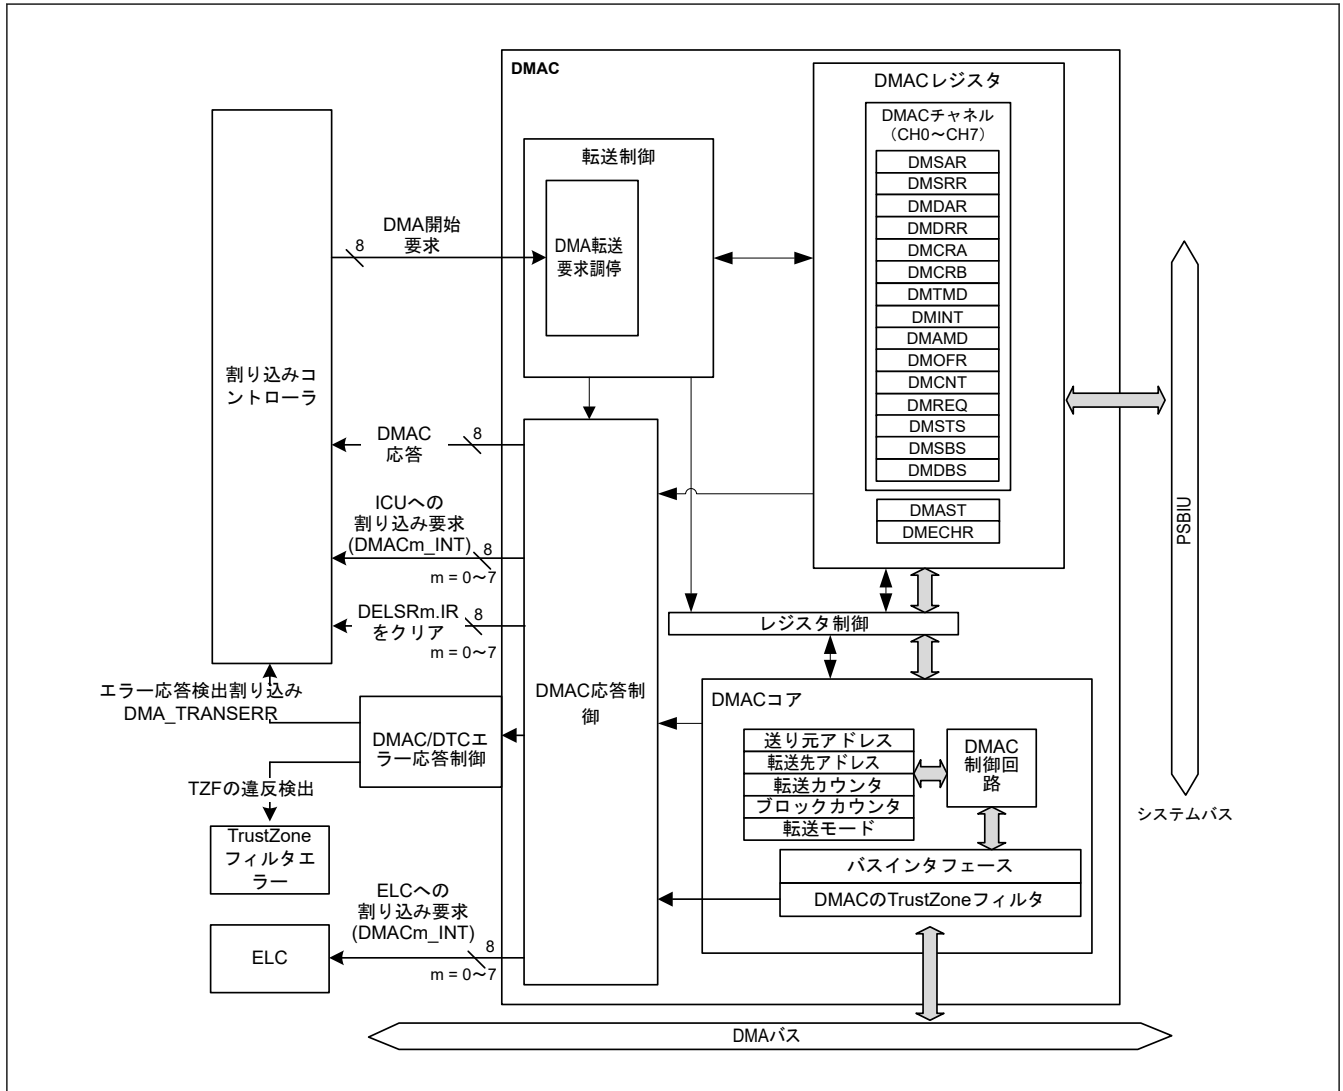 DMAC
DMACレジスタ
DMACチャネル
（CH0～CH7）
DMSAR
DMSRR
DMDAR
DMDRR
DMCRA
DMCRB
DMTMD
DMINT
DMAMD
DMOFR
DMCNT
DMREQ
DMSTS
DMSBS
DMDBS
DMAST
DMECHR
転送制御
DMA転送
要求調停
DMA開始
要求
8
割り込みコ
ントローラ
DMAC
応答
8
ICUへの
割り込み要求
(DMACm_INT)
8
m = 0～7
DELSRm.IR
をクリア
8
m = 0～7
エラー応答検出割り込み
DMA_TRANSERR
DMAC/DTCエ
ラー応答制御
TZFの違反検出
TrustZone
フィルタエ
ラー
ELCへの
割り込み要求
(DMACm_INT)
8
m = 0～7
ELC
DMAC応答制
御
レジスタ制御
DMACコア
送り元アドレス
転送先アドレス
転送カウンタ
ブロックカウンタ
転送モード
DMAC
制御回
路
バスインタフェース
DMACのTrustZoneフィルタ
PSBIU
システムバス
DMAバス